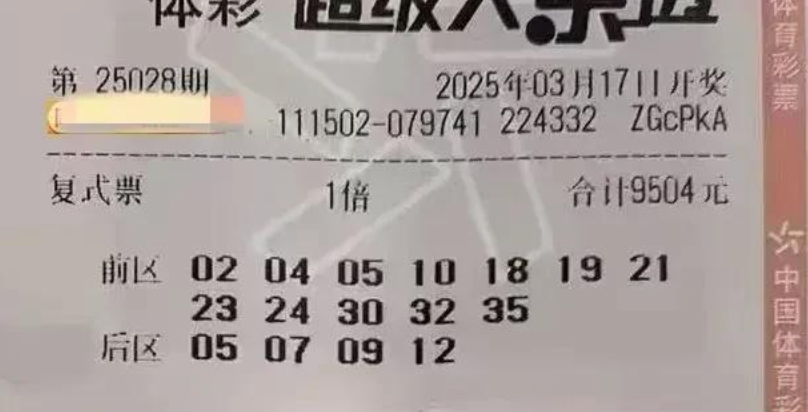 体彩 超级大乐透
第 25028期 2025年03月17日开奖
111502-079741 224332 ZGcPkA
复式票 1倍 合计9504元
前区 02 04 05 10 18 19 21
23 24 30 32 35
后区 05 07 09 12
体育彩票
中国体育彩